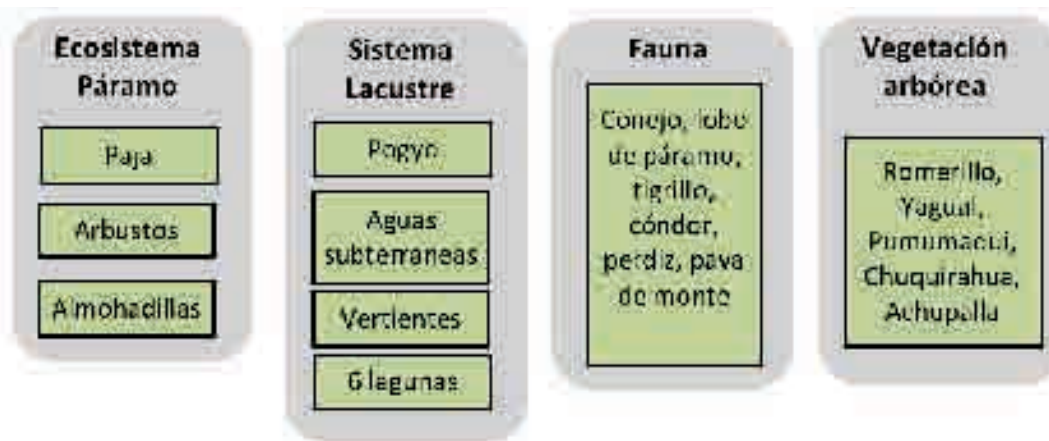 Ecosistema
Páramo
Paja
Arbustos
Almohadillas
Sistema
Lacustre
Pogyo
Aguas
subterraneas
Vertientes
6 lagunas
Fauna
Conejo, lobo
de páramo,
tigrillo,
cóndor,
perdiz, pava
de monte
Vegetación
arbórea
Romerillo,
Yagual,
Pumumaqui,
Chuquirahua,
Achupalla